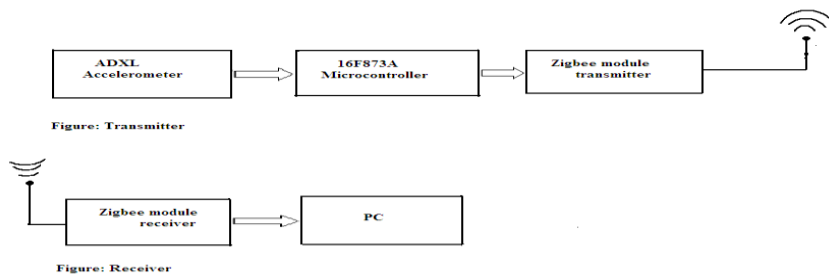 ADXL
Accelerometer
16F873A
Microcontroller
Zigbee module
transmitter
Figure: Transmitter
Zigbee module
receiver
PC
Figure: Receiver